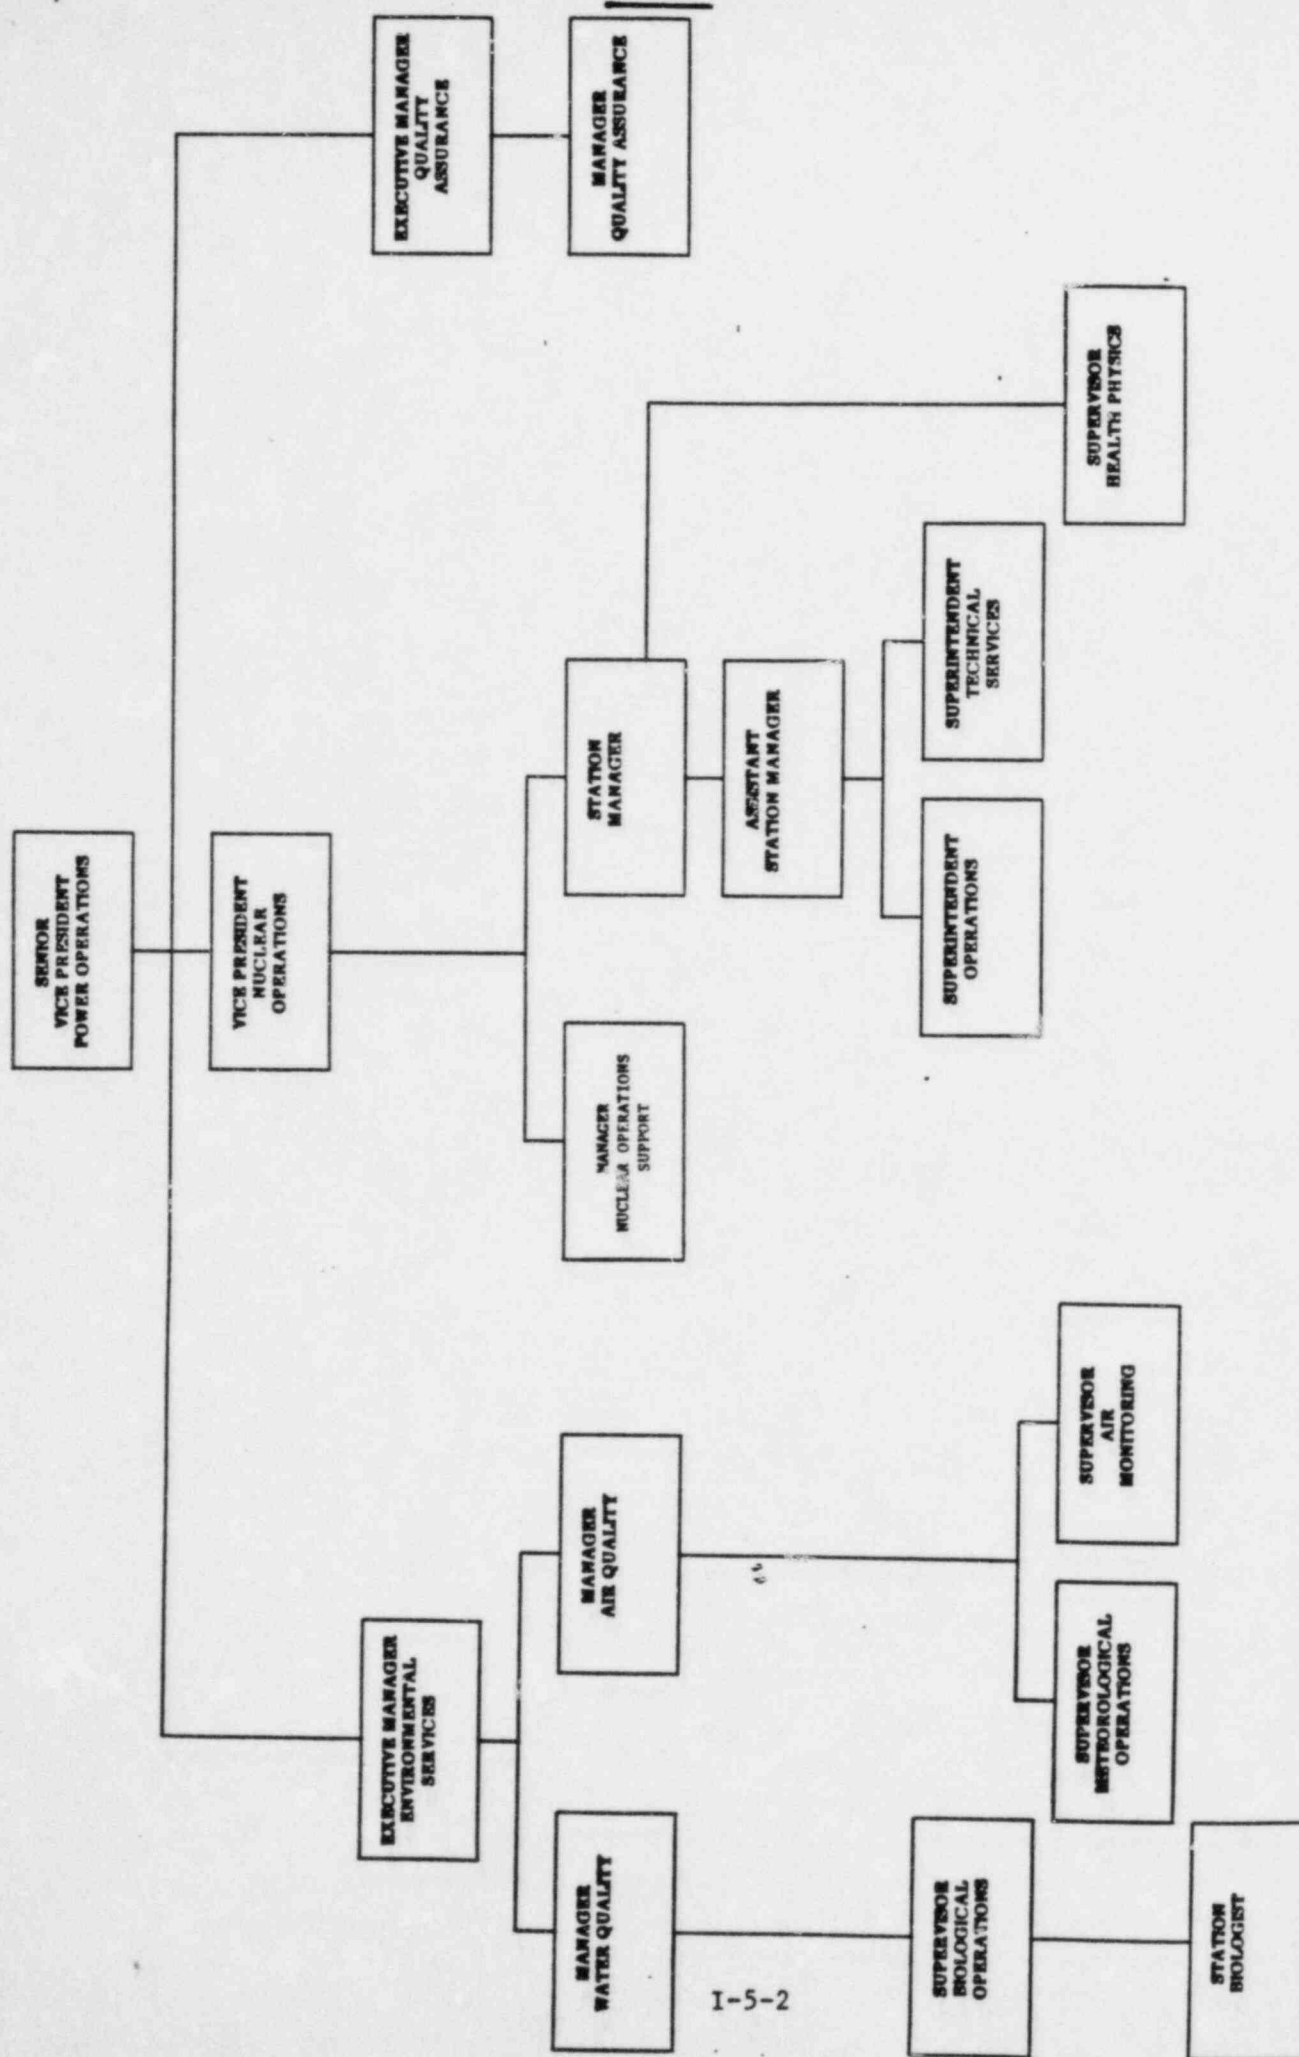 SENIOR
VICE PRESIDENT
POWER OPERATIONS
VICE PRESIDENT
NUCLEAR
OPERATIONS
EXECUTIVE MANAGER
ENVIRONMENTAL
SERVICES
EXECUTIVE MANAGER
QUALITY
ASSURANCE
MANAGER
WATER QUALITY
MANAGER
AIR QUALITY
MANAGER
NUCLEAR OPERATIONS
SUPPORT
STATION
MANAGER
MANAGER
QUALITY ASSURANCE
ASSISTANT
STATION MANAGER
SUPERVISOR
BIOLOGICAL
OPERATIONS
SUPERINTENDENT
OPERATIONS
SUPERINTENDENT
TECHNICAL
SERVICES
SUPERVISOR
METEOROLOGICAL
OPERATIONS
SUPERVISOR
AIR
MONITORING
SUPERVISOR
HEALTH PHYSICS
STATION
BIOLOGIST
I-5-2